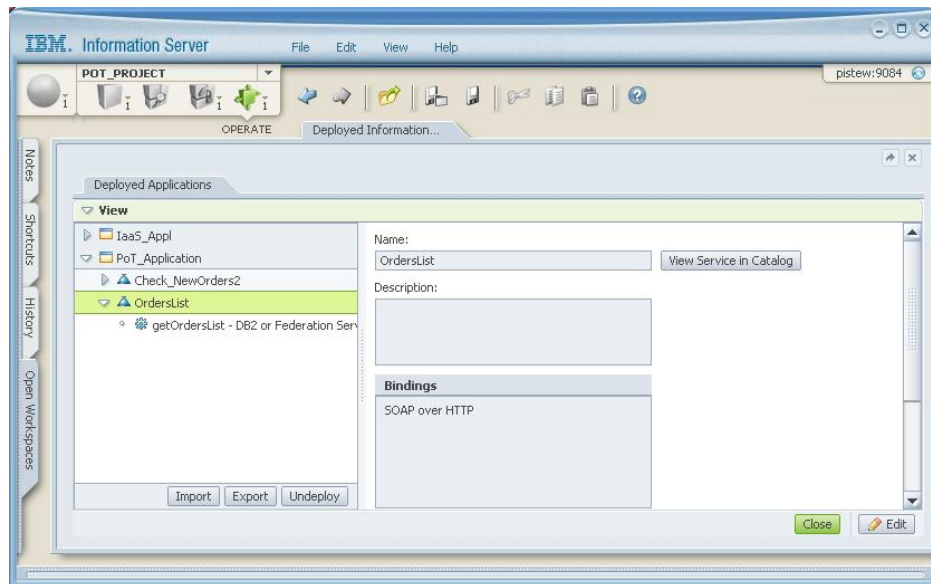 IBM. Information Server File Edit View Help
POT_PROJECT pistew:9084
OPERATE Deployed Information...
Notes
Shortcuts
History
Open Workspaces
Deployed Applications
View
IaaS_Appl
PoT_Application
Check_NewOrders2
OrdersList
getOrdersList - DB2 or Federation Serv
Name:
OrdersList View Service in Catalog
Description:
Bindings
SOAP over HTTP
Import Export Undeploy
Close Edit